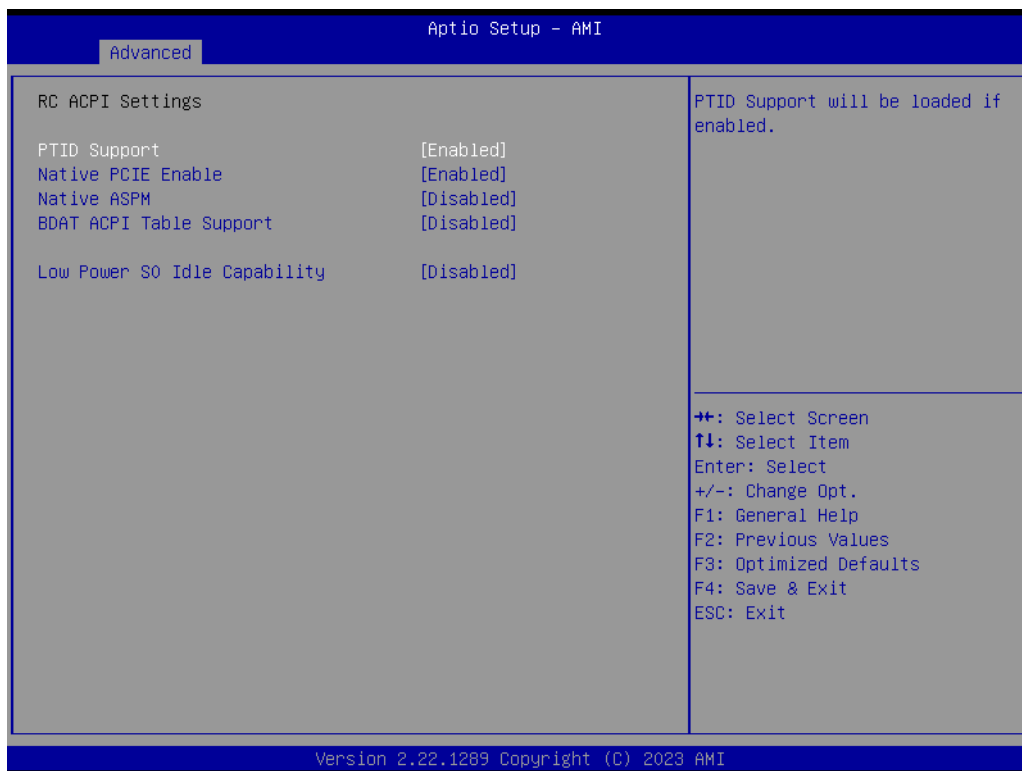 Aptio Setup – AMI
Advanced
RC ACPI Settings
PTID Support [Enabled]
Native PCIE Enable [Enabled]
Native ASPM [Disabled]
BDAT ACPI Table Support [Disabled]
Low Power S0 Idle Capability [Disabled]
PTID Support will be loaded if
enabled.
→←: Select Screen
↑↓: Select Item
Enter: Select
+/-: Change Opt.
F1: General Help
F2: Previous Values
F3: Optimized Defaults
F4: Save & Exit
ESC: Exit
Version 2.22.1289 Copyright (C) 2023 AMI